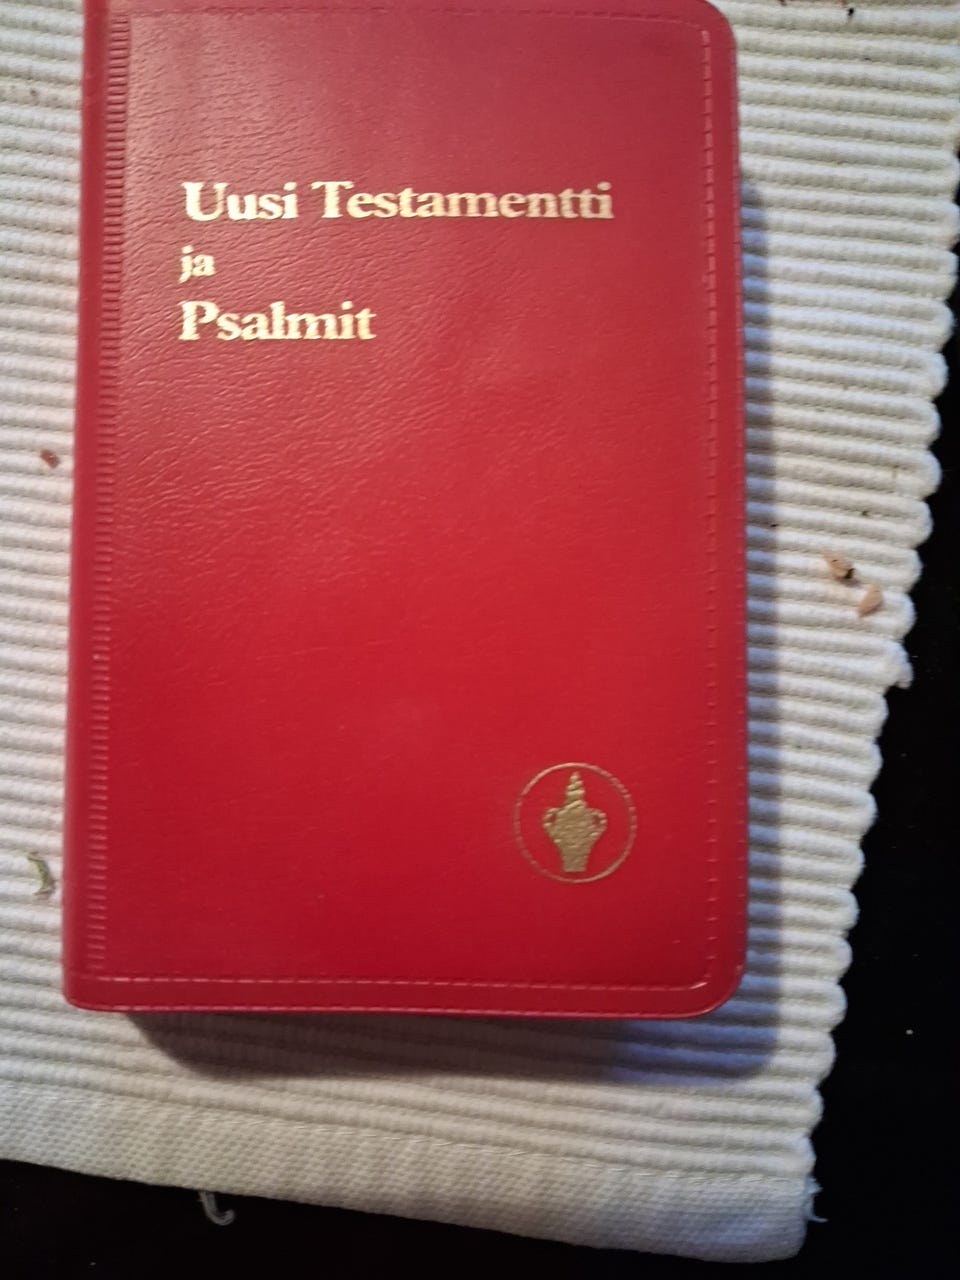 Uusi Testamentti
ja
Psalmit